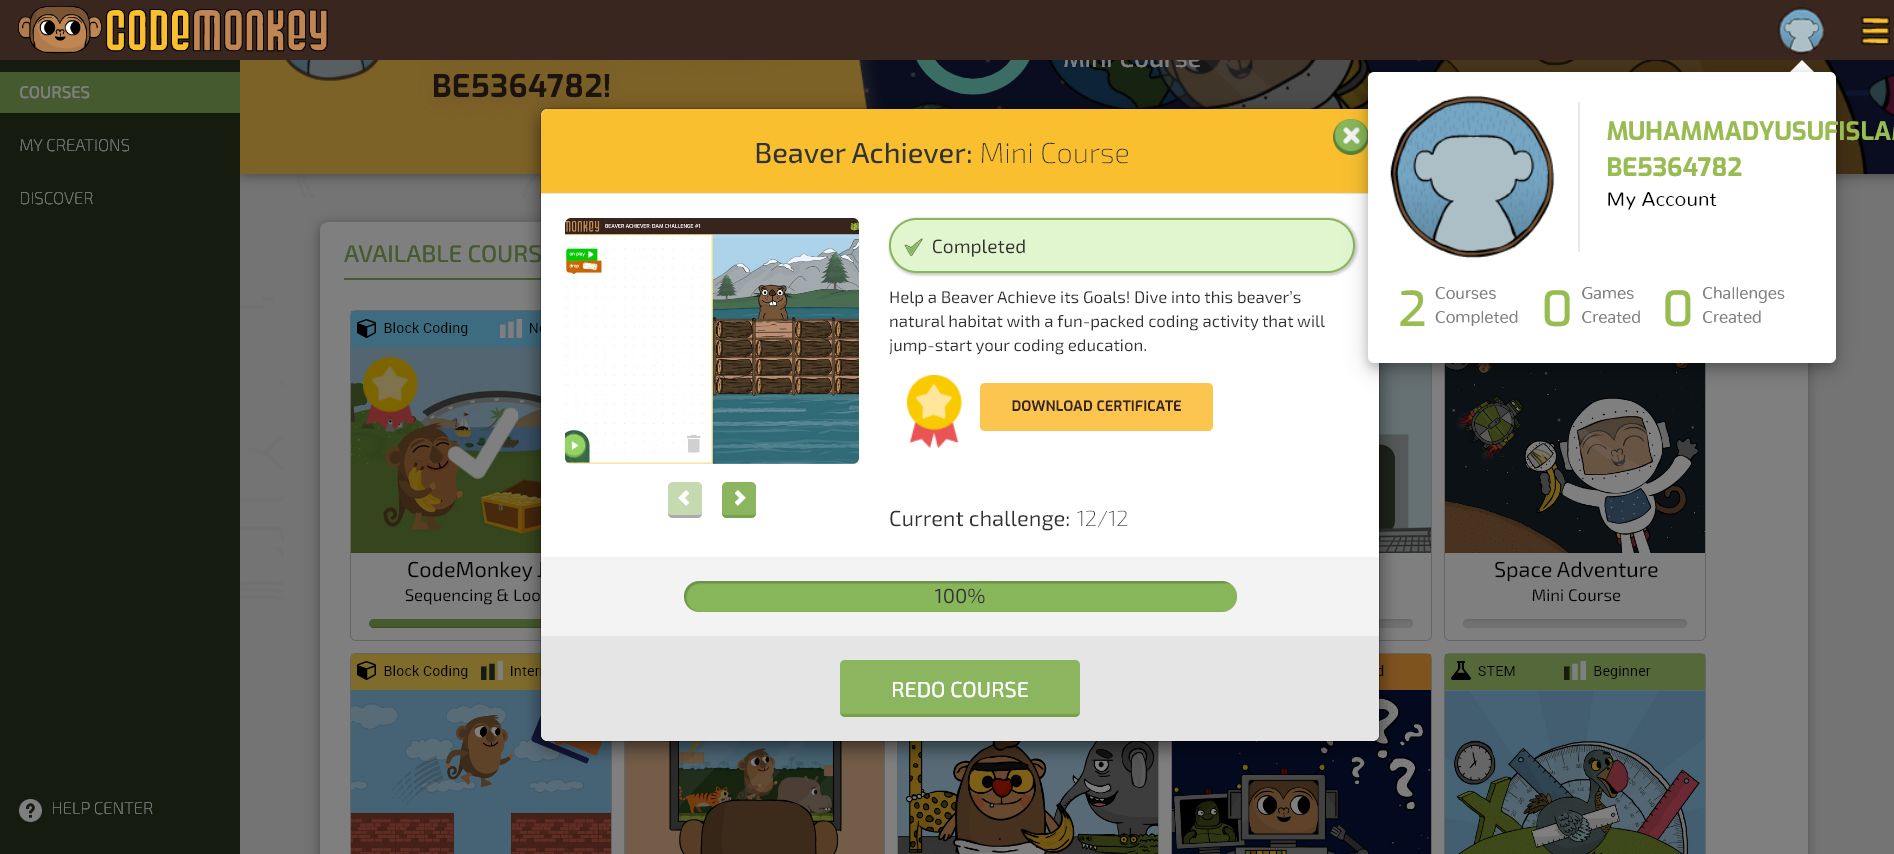 CODEMONKEY
COURSES
MY CREATIONS
DISCOVER
HELP CENTER
BE5364782!
Mini Course
MUHAMMADYUSUFISLA
BE5364782
My Account
2 Courses Completed
0 Games Created
0 Challenges Created
AVAILABLE COURS
Beaver Achiever: Mini Course
MONKEY BEAVER ACHIEVER: DAM CHALLENGE #1
on play
drop
Completed
Help a Beaver Achieve its Goals! Dive into this beaver's
natural habitat with a fun-packed coding activity that will
jump-start your coding education.
DOWNLOAD CERTIFICATE
Current challenge: 12/12
100%
REDO COURSE
Block Coding
CodeMonkey J
Sequencing & Loo
Space Adventure
Mini Course
Block Coding Inter
STEM Beginner